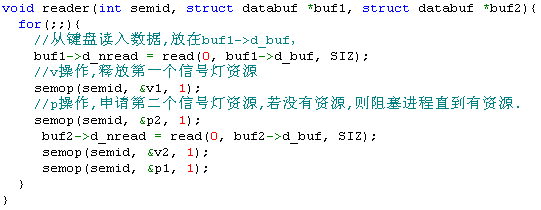 void reader(int semid, struct databuf *buf1, struct databuf *buf2){
for(;;){
//从键盘读入数据,放在buf1->d_buf,
buf1->d_nread = read(0, buf1->d_buf, SIZ);
//v操作,释放第一个信号灯资源
semop(semid, &v1, 1);
//p操作,申请第二个信号灯资源,若没有资源,则阻塞进程直到有资源.
semop(semid, &p2, 1);
buf2->d_nread = read(0, buf2->d_buf, SIZ);
semop(semid, &v2, 1);
semop(semid, &p1, 1);
}
}